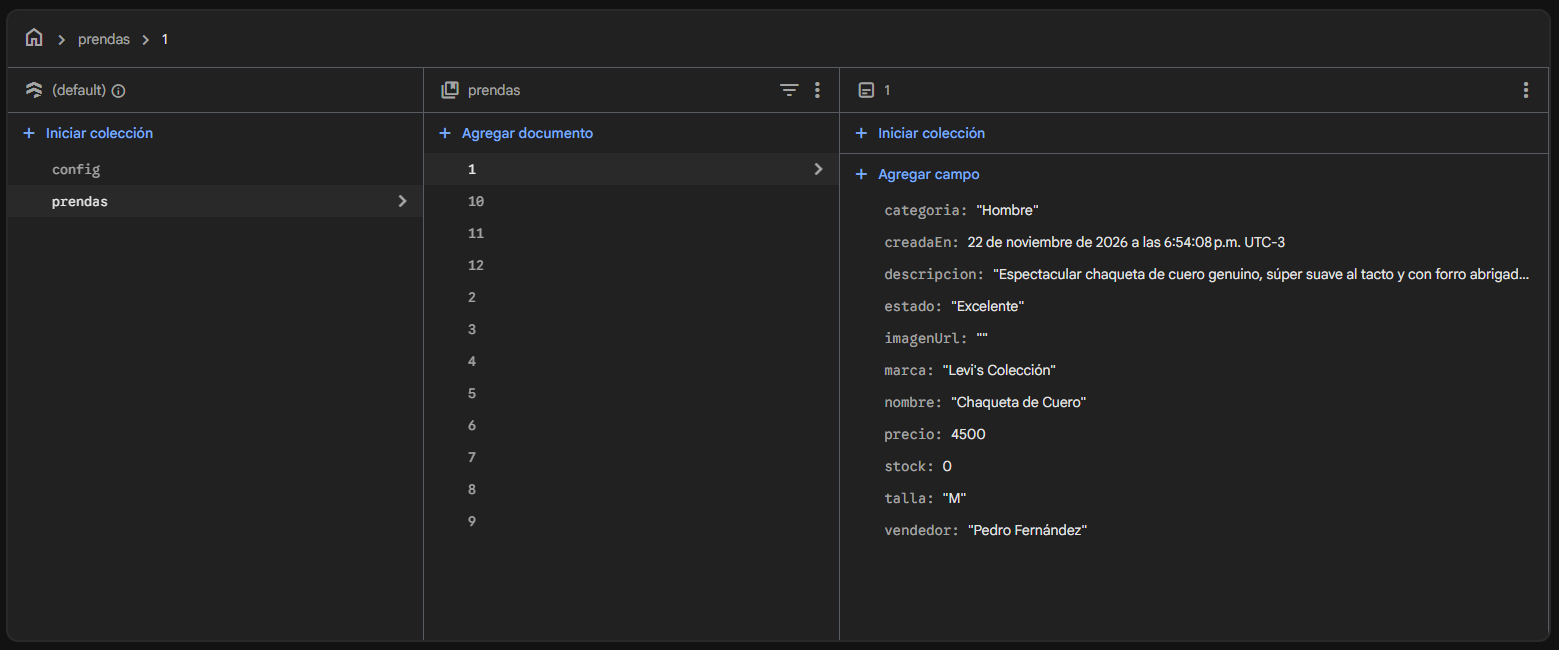 prendas 1
(default)
Iniciar colección
config
prendas
prendas
Agregar documento
1
10
11
12
2
3
4
5
6
7
8
9
1
Iniciar colección
Agregar campo
categoria: "Hombre"
creadaEn: 22 de noviembre de 2026 a las 6:54:08 p.m. UTC-3
descripcion: "Espectacular chaqueta de cuero genuino, súper suave al tacto y con forro abrigad...
estado: "Excelente"
imagenUrl: ""
marca: "Levi's Colección"
nombre: "Chaqueta de Cuero"
precio: 4500
stock: 0
talla: "M"
vendedor: "Pedro Fernández"